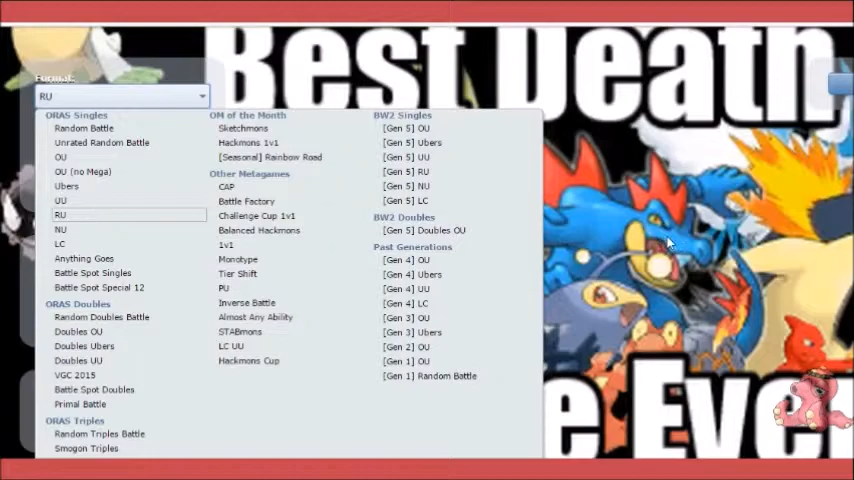 Best Death
Format:
RU
ORAS Singles
Random Battle
Unrated Random Battle
OU
OU (no Mega)
Ubers
UU
RU
NU
LC
Anything Goes
Battle Spot Singles
Battle Spot Special 12
ORAS Doubles
Random Doubles Battle
Doubles OU
Doubles Ubers
Doubles UU
VGC 2015
Battle Spot Doubles
Primal Battle
ORAS Triples
Random Triples Battle
Smogon Triples
OM of the Month
Sketchmons
Hackmons 1v1
[Seasonal] Rainbow Road
Other Metagames
CAP
Battle Factory
Challenge Cup 1v1
Balanced Hackmons
1v1
Monotype
Tier Shift
PU
Inverse Battle
Almost Any Ability
STABmons
LC UU
Hackmons Cup
BW2 Singles
[Gen 5] OU
[Gen 5] Ubers
[Gen 5] UU
[Gen 5] RU
[Gen 5] NU
[Gen 5] LC
BW2 Doubles
[Gen 5] Doubles OU
Past Generations
[Gen 4] OU
[Gen 4] Ubers
[Gen 4] UU
[Gen 4] LC
[Gen 3] OU
[Gen 3] Ubers
[Gen 2] OU
[Gen 1] OU
[Gen 1] Random Battle
e Eve